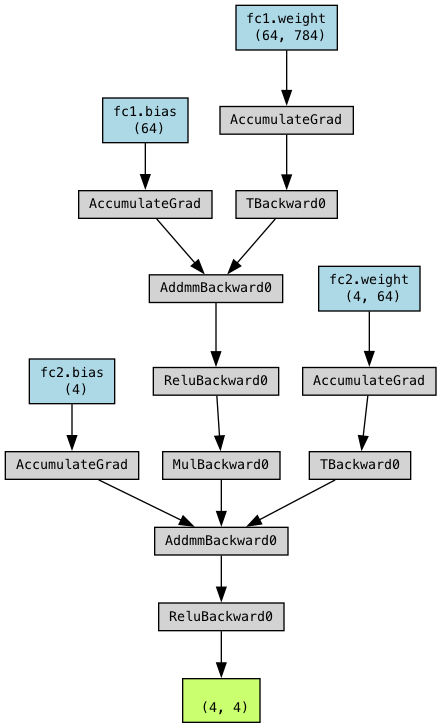 fc1.weight
(64, 784)
fc1.bias
(64)
AccumulateGrad
AccumulateGrad
TBackward0
AddmmBackward0
fc2.weight
(4, 64)
fc2.bias
(4)
ReluBackward0
AccumulateGrad
AccumulateGrad
MulBackward0
TBackward0
AddmmBackward0
ReluBackward0
(4, 4)